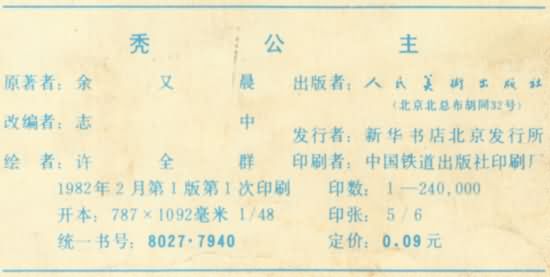 秃公主
原著者：余又晨
改编者：志中
绘者：许全群
1982年2月第1版第1次印刷
开本：787×1092毫米 1/48
统一书号：8027·7940
出版者：人民美术出版社
（北京北总布胡同32号）
发行者：新华书店北京发行所
印刷者：中国铁道出版社印刷厂
印数：1—240,000
印张：5/6
定价：0.09元